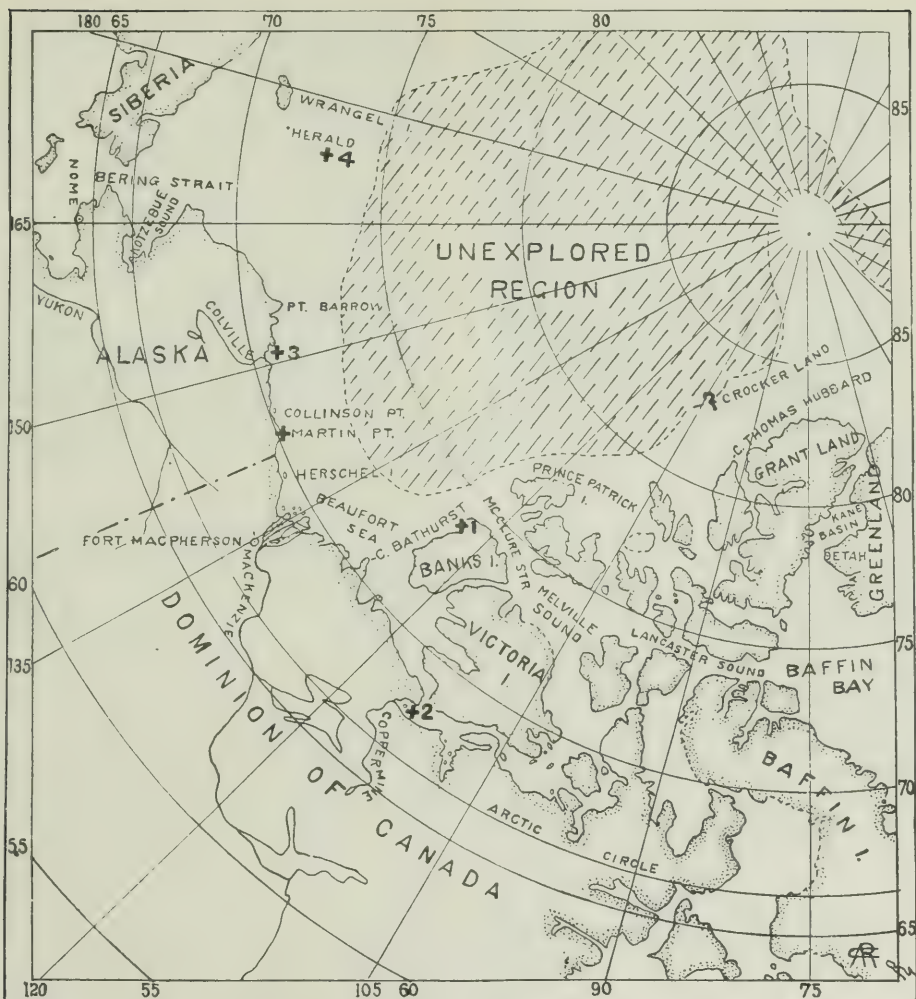 180 65 70 75 80
85
SIBERIA
WRANGEL
HERALD
+4
NOME
BERING STRAIT
KOTZEBUE SOUND
165
UNEXPLORED
REGION
YUKON
COLVILLE
PT. BARROW
ALASKA
+3
85
? CROCKER LAND
150
COLLINSON PT.
+ MARTIN PT.
C. THOMAS HUBBARD
GRANT LAND
HERSCHEL I.
PRINCE PATRICK
I.
80
GREENLAND
KANE
BASIN
ETAH
BEAUFORT
SEA
C. BATHURST
MCCLURE STR
+1
FORT MACPHERSON
MACKENZIE
BANKS I.
60
MELVILLE
SOUND
DOMINION
OF
CANADA
VICTORIA
I.
LANCASTER SOUND
75
BAFFIN
BAY
135
+2
COPPERMINE
BAFFIN I.
70
ARCTIC
CIRCLE
55
65
120 55 105 60 90 75